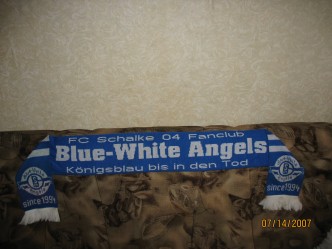 FC Schalke 04 Fanclub
Blue-White Angels
Königsblau bis in den Tod
since 1994
since 1994
07/14/2007